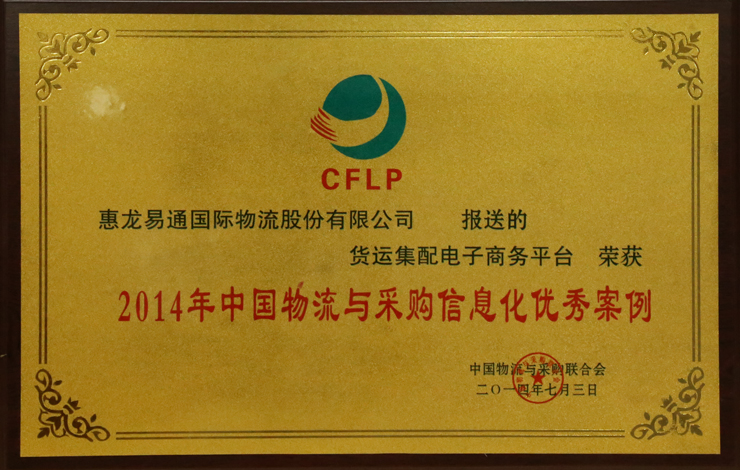 CFLP
惠龙易通国际物流股份有限公司 报送的
货运集配电子商务平台 荣获
2014年中国物流与采购信息化优秀案例
中国物流与采购联合会
二〇一四年七月三日